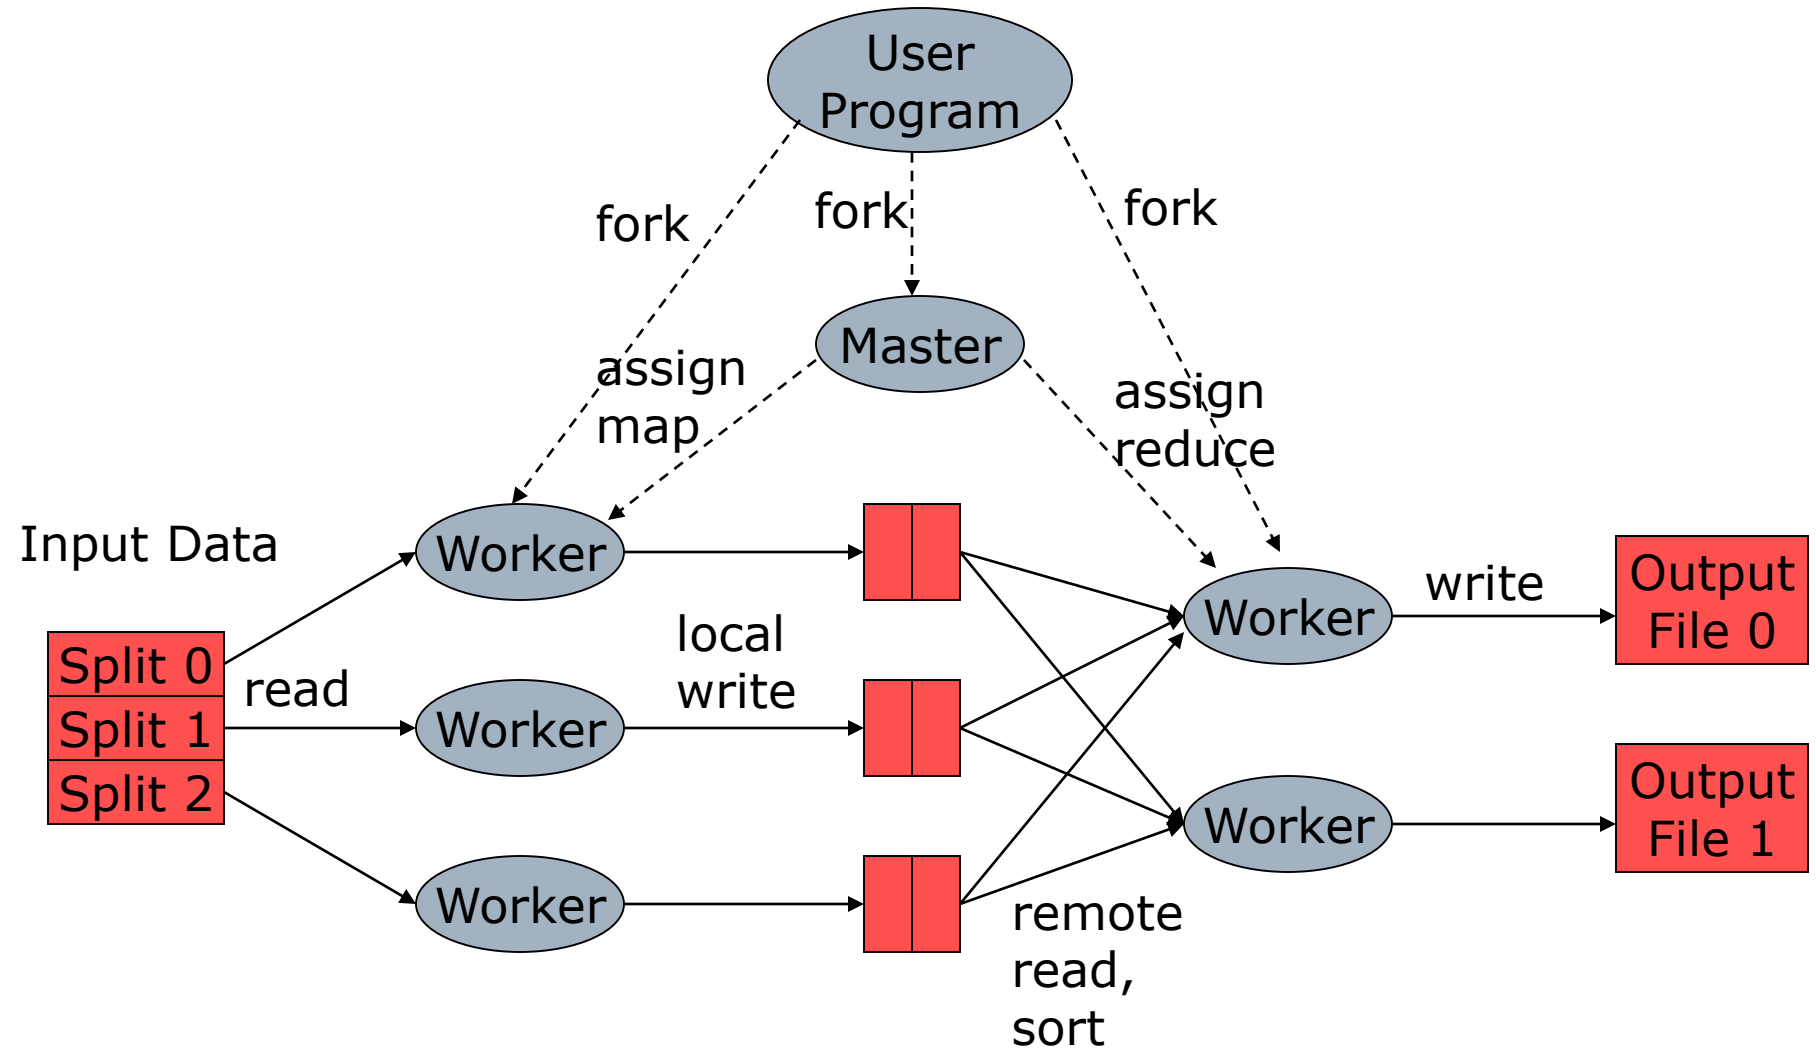 User
Program
fork
fork
fork
Master
assign
map
assign
reduce
Input Data
Worker
Split 0
Split 1
Split 2
read
Worker
local
write
Worker
Worker
write
Output
File 0
Worker
Output
File 1
remote
read,
sort